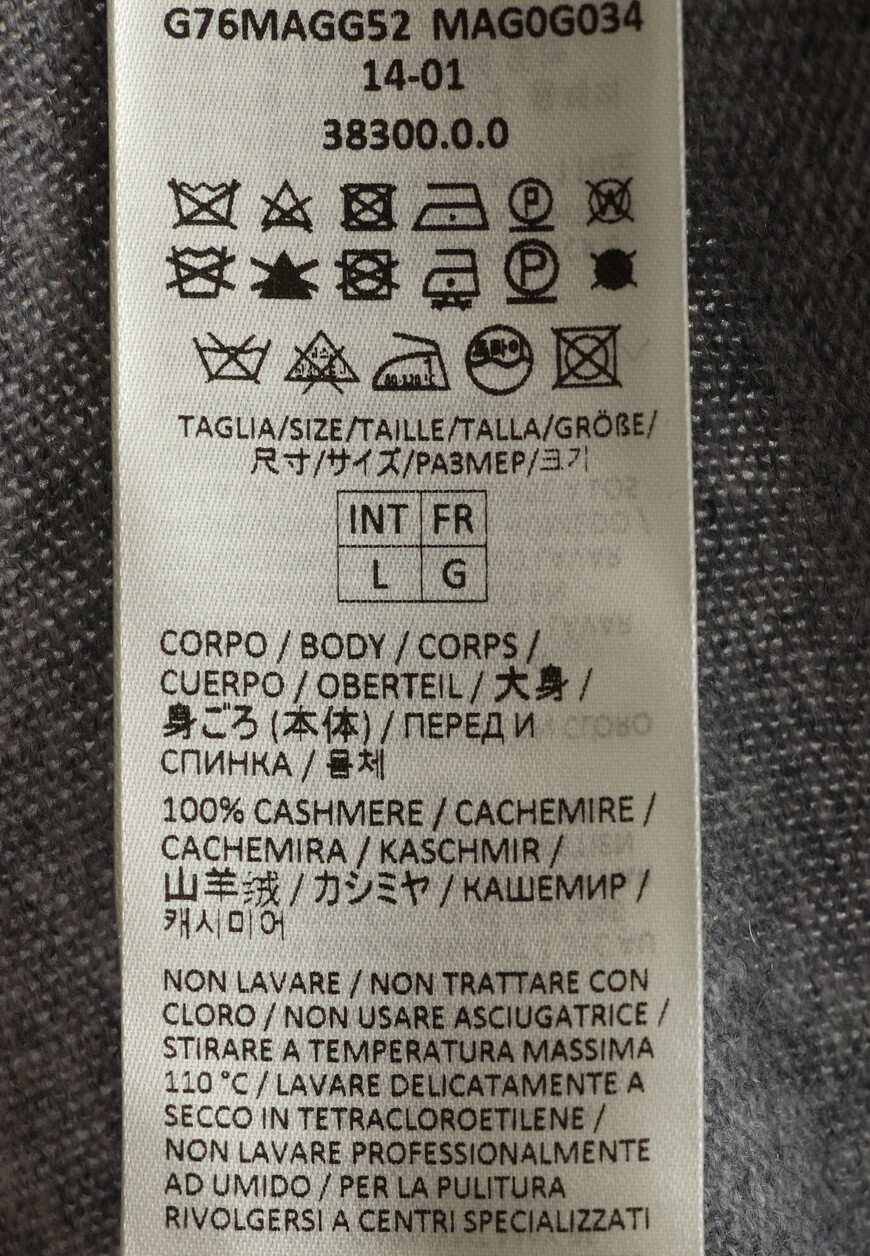 G76MAGG52 MAG0G034
14-01
38300.0.0
P W
P
TAGLIA/SIZE/TAILLE/TALLA/GRÖßE/
尺寸/サイズ/РАЗМЕР/크기
INT FR
L G
CORPO / BODY / CORPS /
CUERPO / OBERTEIL / 大身 /
身ごろ (本体) / ПЕРЕД И
СПИНКА / 몸체
100% CASHMERE / CACHEMIRE /
CACHEMIRA / KASCHMIR /
山羊绒 / カシミヤ / КАШЕМИР /
캐시미어
NON LAVARE / NON TRATTARE CON
CLORO / NON USARE ASCIUGATRICE /
STIRARE A TEMPERATURA MASSIMA
110 °C / LAVARE DELICATAMENTE A
SECCO IN TETRACLOROETILENE /
NON LAVARE PROFESSIONALMENTE
AD UMIDO / PER LA PULITURA
RIVOLGERSI A CENTRI SPECIALIZZATI